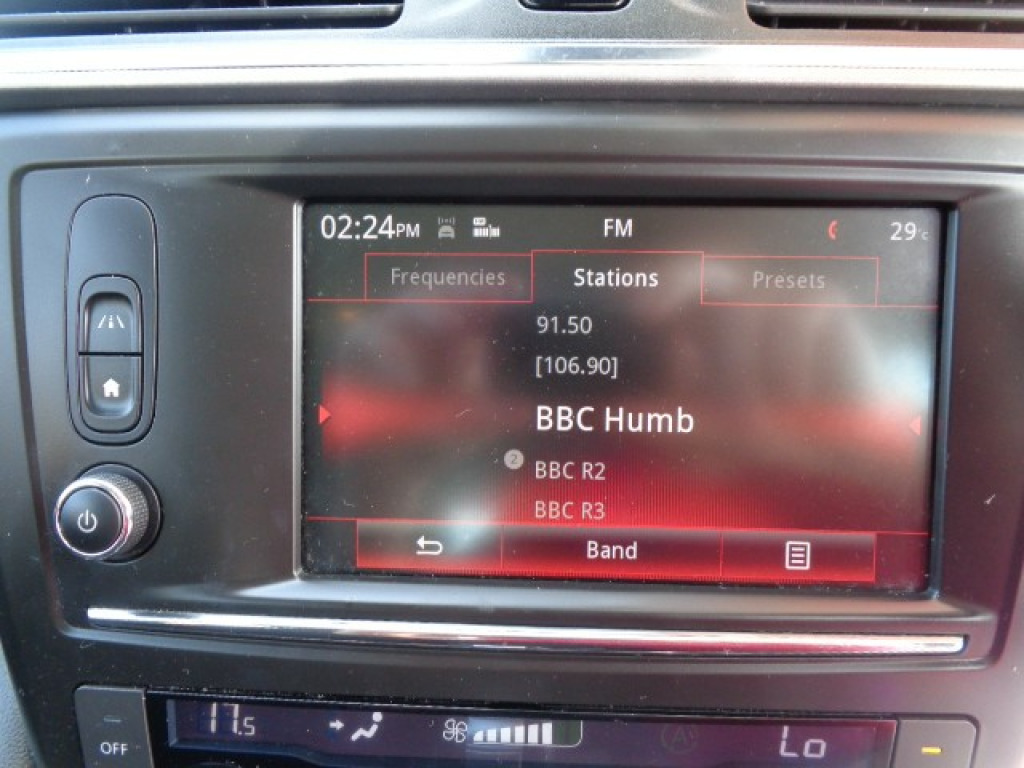 02:24PM FM 29°C
Frequencies Stations Presets
91.50
[106.90]
BBC Humb
2 BBC R2
BBC R3
Band
17.5 Lo
OFF